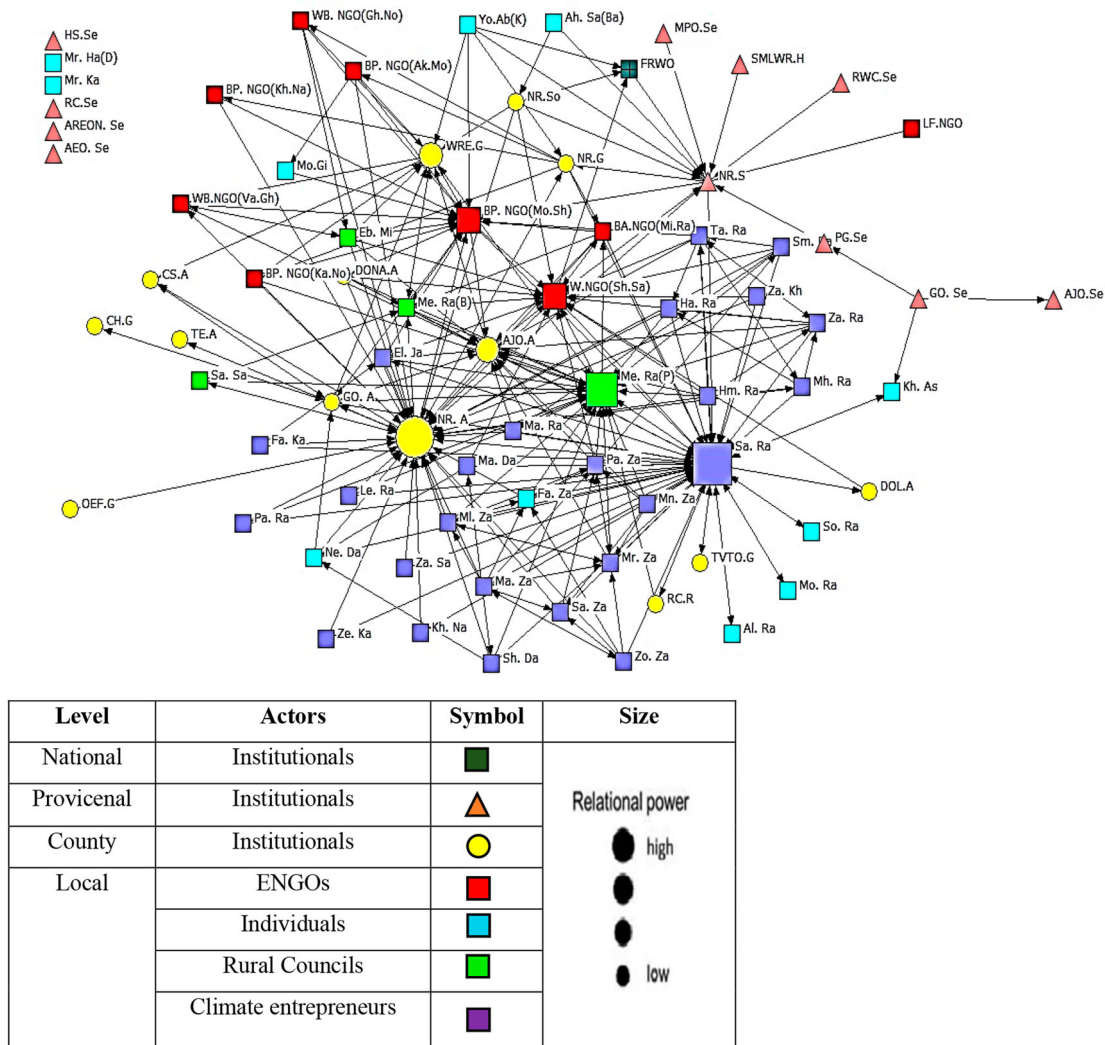 WB. NGO(Gh.No)
Yo.Ab(K)
Ah. Sa(Ba)
MPO.Se
HS.Se
Mr. Ha(D)
Mr. Ka
RC.Se
AREON. Se
AEO. Se
BP. NGO(Ak.Mo)
FRWO
SMLWR.H
RWC.Se
BP. NGO(Kh.Na)
NR.So
LF.NGO
WRE.G
NR.G
Mo.Gi
NR.S
WB.NGO(Va.Gh)
BP. NGO(Mo.Sh)
Eb. Mi
BA.NGO(Mi.Ra)
Ta. Ra
PG.Se
BP. NGO(Ka.No)
DONA.A
CS.A
W.NGO(Sh.Sa)
Za. Kh
GO. Se
AJO.Se
Me. Ra(B)
Ha. Ra
Za. Ra
CH.G
TE.A
El. Ja
AJO.A
Sa. Sa
Me. Ra(P)
Hm. Ra
Mh. Ra
Kh. As
GO. A
NR. A
Ma. Ra
Fa. Ka
Sa. Ra
Ma. Da
Pa. Za
DOL.A
Le. Ra
Fa. Za
Mn. Za
OEF.G
Pa. Ra
Ml. Za
So. Ra
Ne. Da
Za. Sa
Mr. Za
TVTO.G
Ma. Za
Mo. Ra
RC.R
Sa. Za
Ze. Ka
Kh. Na
Al. Ra
Sh. Da
Zo. Za
Level Actors Symbol Size
National Institutionals
Provicenal Institutionals
Relational power
County Institutionals
high
Local ENGOs
Individuals
Rural Councils
low
Climate entrepreneurs